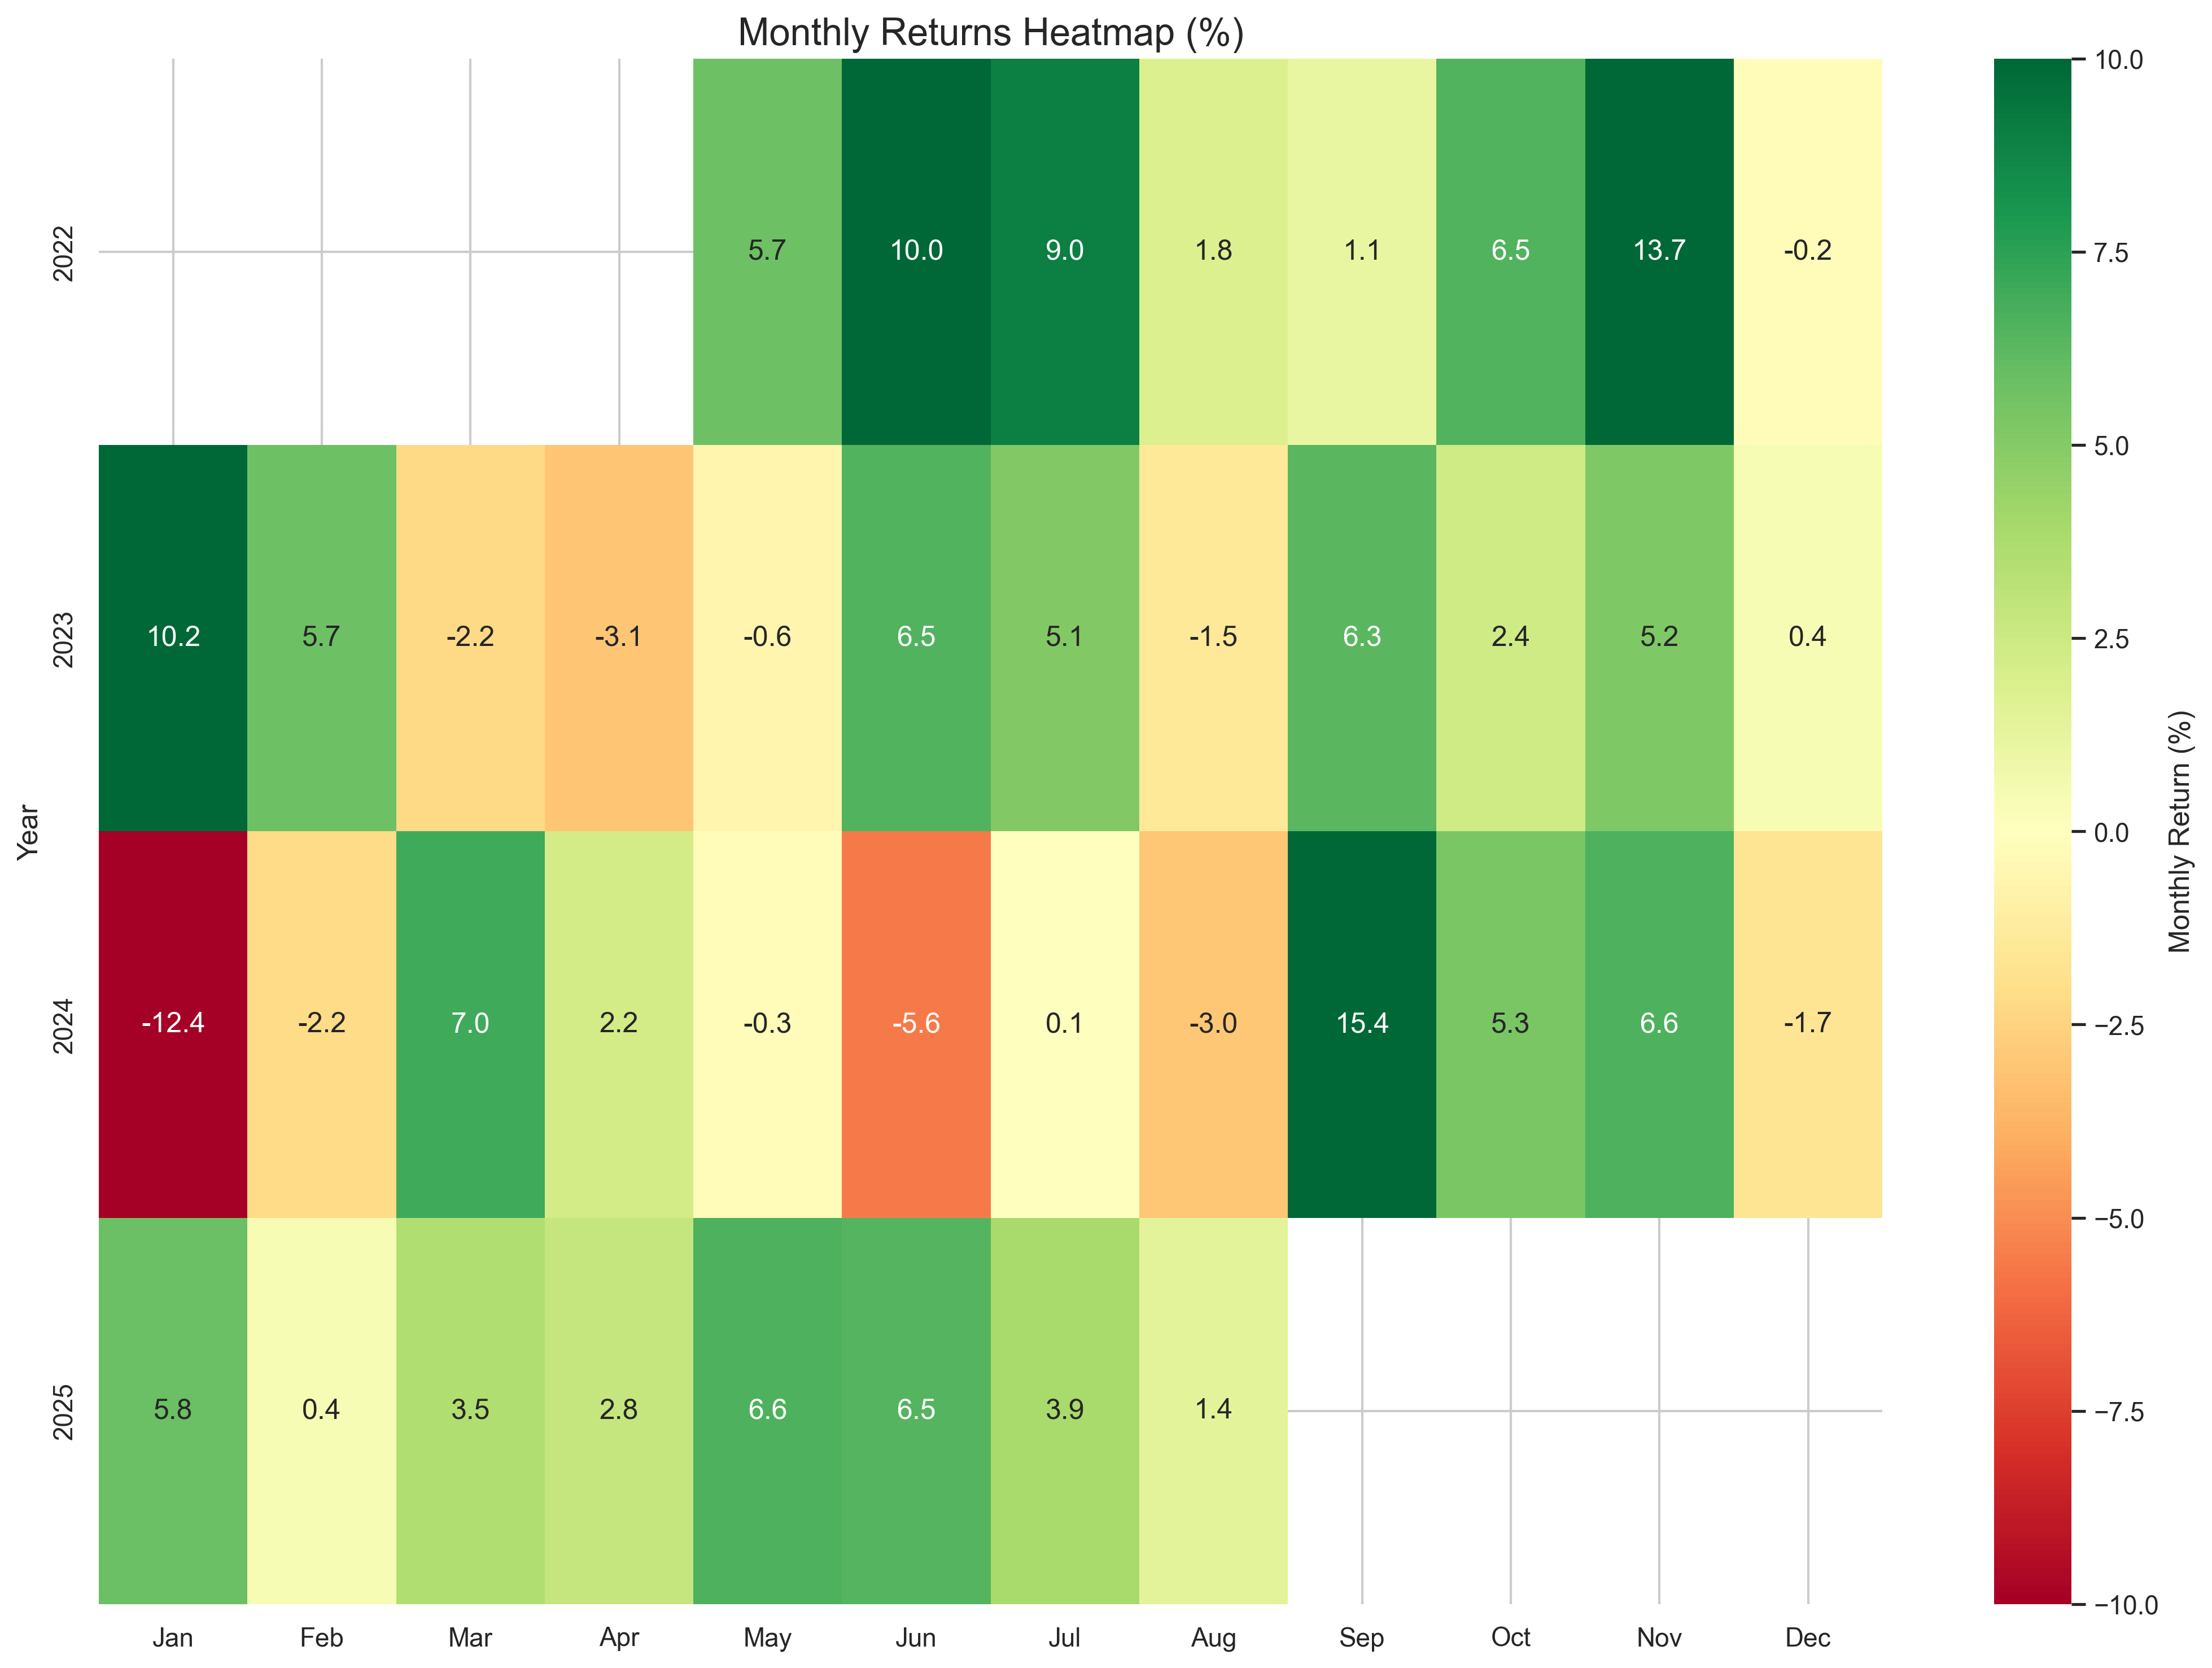 Monthly Returns Heatmap (%)
2022
5.7 10.0 9.0 1.8 1.1 6.5 13.7 -0.2
2023
10.2 5.7 -2.2 -3.1 -0.6 6.5 5.1 -1.5 6.3 2.4 5.2 0.4
Year
2024
-12.4 -2.2 7.0 2.2 -0.3 -5.6 0.1 -3.0 15.4 5.3 6.6 -1.7
2025
5.8 0.4 3.5 2.8 6.6 6.5 3.9 1.4
Jan Feb Mar Apr May Jun Jul Aug Sep Oct Nov Dec
10.0
7.5
5.0
2.5
0.0
−2.5
−5.0
−7.5
−10.0
Monthly Return (%)